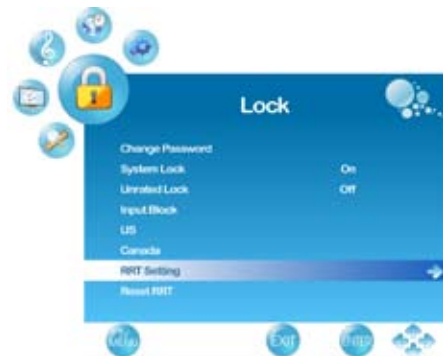 Lock
Change Password
System Lock On
Unrated Lock Off
Input Block
US
Canada
RRT Setting
Reset RRT
MENU EXIT ENTER